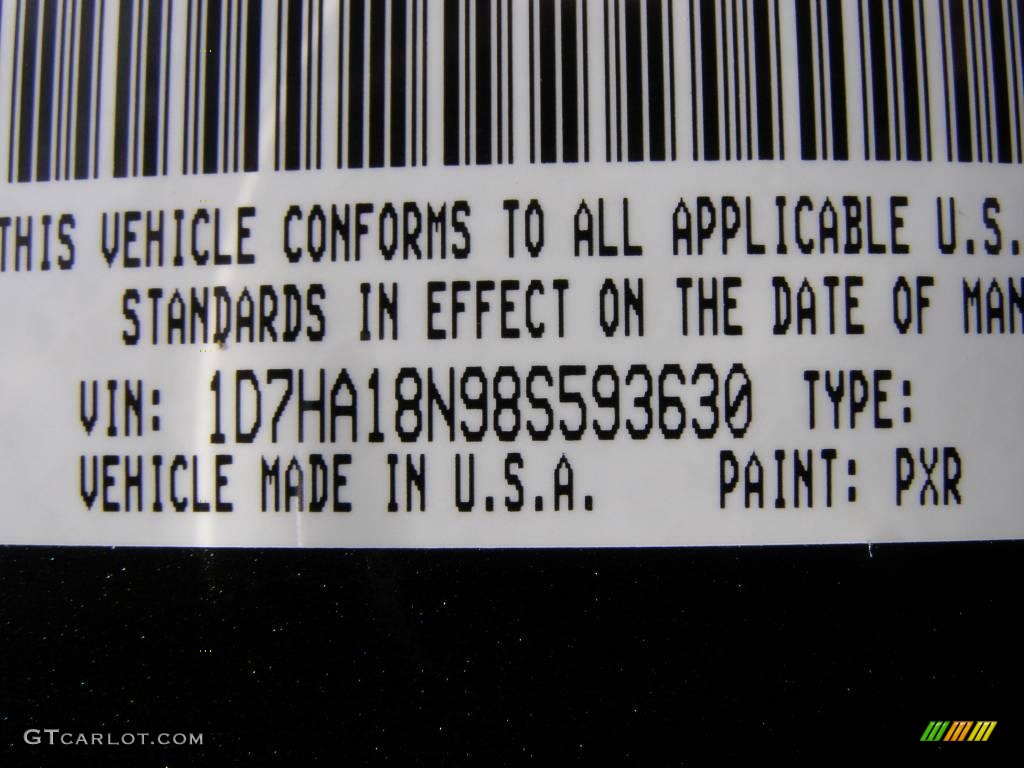 THIS VEHICLE CONFORMS TO ALL APPLICABLE U.S.
STANDARDS IN EFFECT ON THE DATE OF MAN
VIN: 1D7HA18N98S593630 TYPE:
VEHICLE MADE IN U.S.A. PAINT: PXR
GTCARLOT.COM